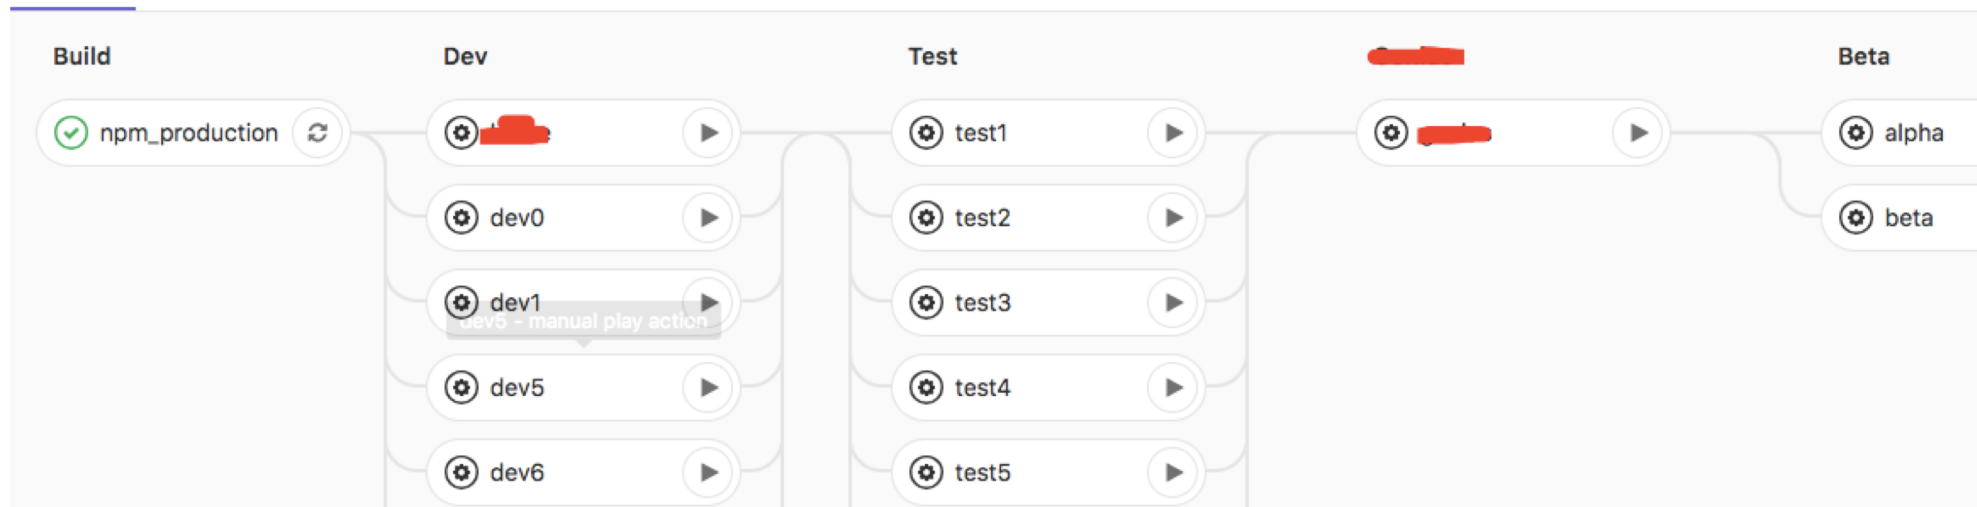 Build
Dev
Test
Beta
npm_production
test1
alpha
dev0
test2
beta
dev1
test3
dev5 - manual play action
dev5
test4
dev6
test5